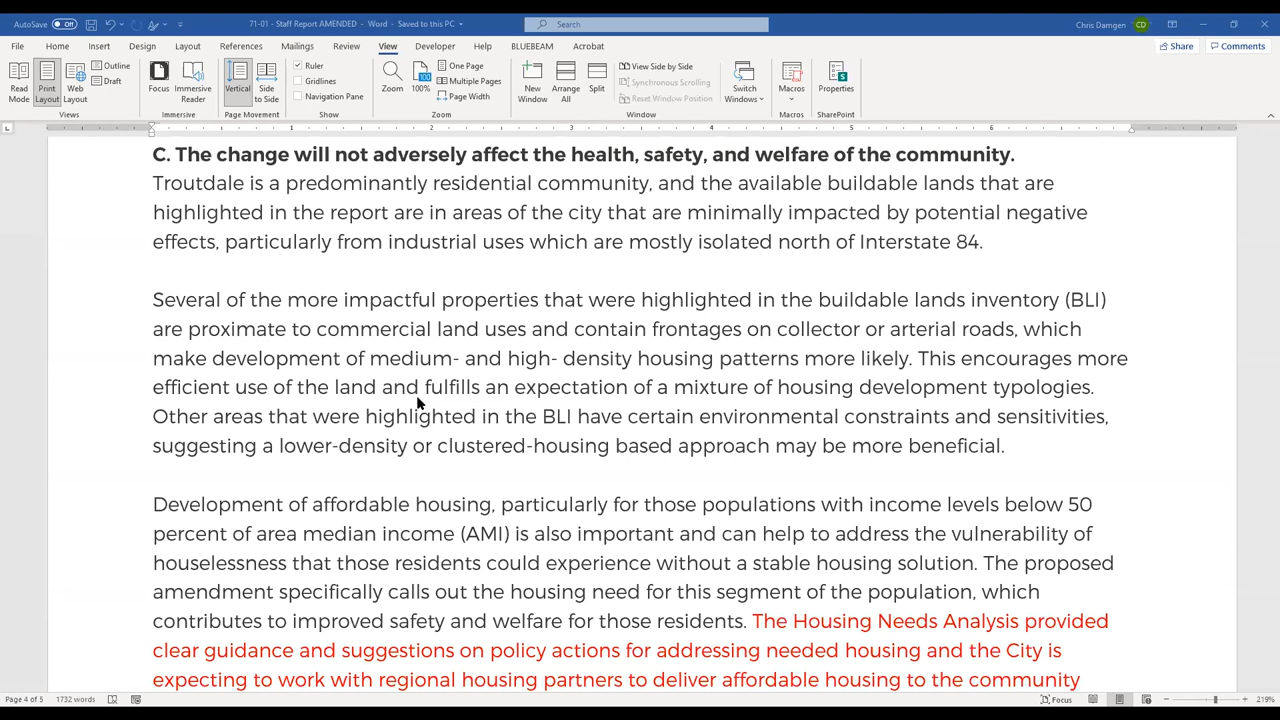 AutoSave Off 71-01 - Staff Report AMENDED - Word - Saved to this PC Search Chris Damgen CD
File Home Insert Design Layout References Mailings Review View Developer Help BLUEBEAM Acrobat Share Comments
Read Mode
Print Layout
Web Layout
Outline
Draft
Views
Focus
Immersive Reader
Immersive
Vertical
Side to Side
Page Movement
Ruler
Gridlines
Navigation Pane
Show
Zoom
100%
One Page
Multiple Pages
Page Width
Zoom
New Window
Arrange All
Split
View Side by Side
Synchronous Scrolling
Reset Window Position
Switch Windows
Window
Macros
Macros
Properties
SharePoint
1 2 3 4 5 6
C. The change will not adversely affect the health, safety, and welfare of the community.
Troutdale is a predominantly residential community, and the available buildable lands that are
highlighted in the report are in areas of the city that are minimally impacted by potential negative
effects, particularly from industrial uses which are mostly isolated north of Interstate 84.
Several of the more impactful properties that were highlighted in the buildable lands inventory (BLI)
are proximate to commercial land uses and contain frontages on collector or arterial roads, which
make development of medium- and high- density housing patterns more likely. This encourages more
efficient use of the land and fulfills an expectation of a mixture of housing development typologies.
Other areas that were highlighted in the BLI have certain environmental constraints and sensitivities,
suggesting a lower-density or clustered-housing based approach may be more beneficial.
Development of affordable housing, particularly for those populations with income levels below 50
percent of area median income (AMI) is also important and can help to address the vulnerability of
houselessness that those residents could experience without a stable housing solution. The proposed
amendment specifically calls out the housing need for this segment of the population, which
contributes to improved safety and welfare for those residents. The Housing Needs Analysis provided
clear guidance and suggestions on policy actions for addressing needed housing and the City is
expecting to work with regional housing partners to deliver affordable housing to the community
Page 4 of 5 1732 words Focus 219%